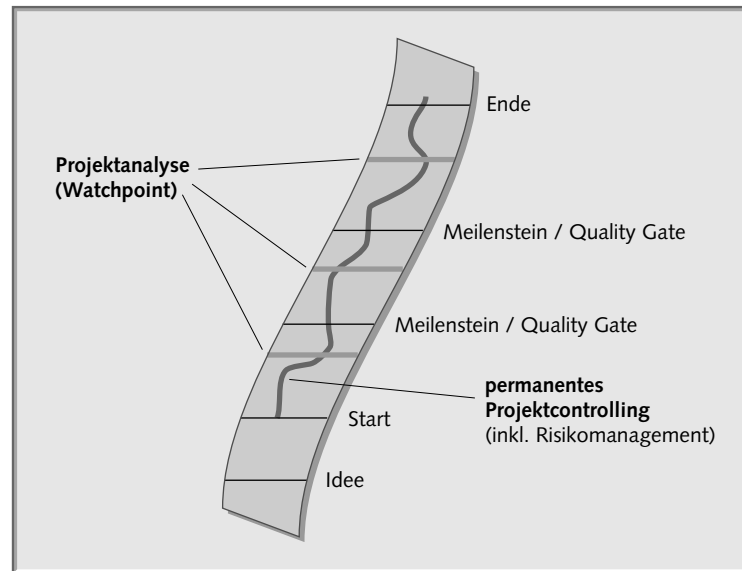 Ende
Projektanalyse
(Watchpoint)
Meilenstein / Quality Gate
Meilenstein / Quality Gate
permanentes
Projektcontrolling
(inkl. Risikomanagement)
Start
Idee